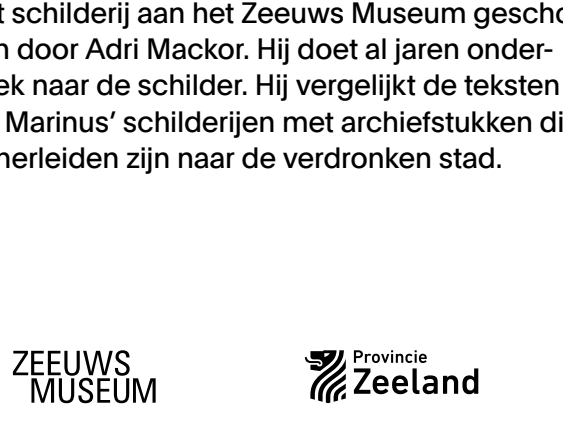 t schilderij aan het Zeeuws Museum gescho
n door Adri Mackor. Hij doet al jaren onder-
ek naar de schilder. Hij vergelijkt de teksten
Marinus’ schilderijen met archiefstukken di
herleiden zijn naar de verdronken stad.
ZEEUWS
MUSEUM
Provincie
Zeeland